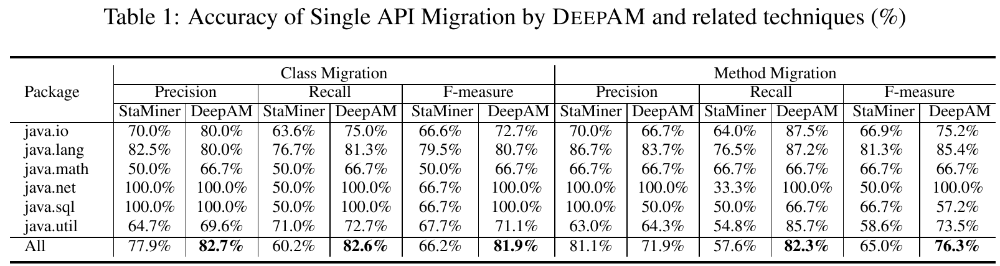 Table 1: Accuracy of Single API Migration by DEEPAM and related techniques (%)
Class Migration Method Migration
Package Precision Recall F-measure Precision Recall F-measure
StaMiner DeepAM StaMiner DeepAM StaMiner DeepAM StaMiner DeepAM StaMiner DeepAM StaMiner DeepAM
java.io 70.0% 80.0% 63.6% 75.0% 66.6% 72.7% 70.0% 66.7% 64.0% 87.5% 66.9% 75.2%
java.lang 82.5% 80.0% 76.7% 81.3% 79.5% 80.7% 86.7% 83.7% 76.5% 87.2% 81.3% 85.4%
java.math 50.0% 66.7% 50.0% 66.7% 50.0% 66.7% 66.7% 66.7% 66.7% 66.7% 66.7% 66.7%
java.net 100.0% 100.0% 50.0% 100.0% 66.7% 100.0% 100.0% 100.0% 33.3% 100.0% 50.0% 100.0%
java.sql 100.0% 100.0% 50.0% 100.0% 66.7% 100.0% 100.0% 50.0% 50.0% 66.7% 66.7% 57.2%
java.util 64.7% 69.6% 71.0% 72.7% 67.7% 71.1% 63.0% 64.3% 54.8% 85.7% 58.6% 73.5%
All 77.9% 82.7% 60.2% 82.6% 66.2% 81.9% 81.1% 71.9% 57.6% 82.3% 65.0% 76.3%